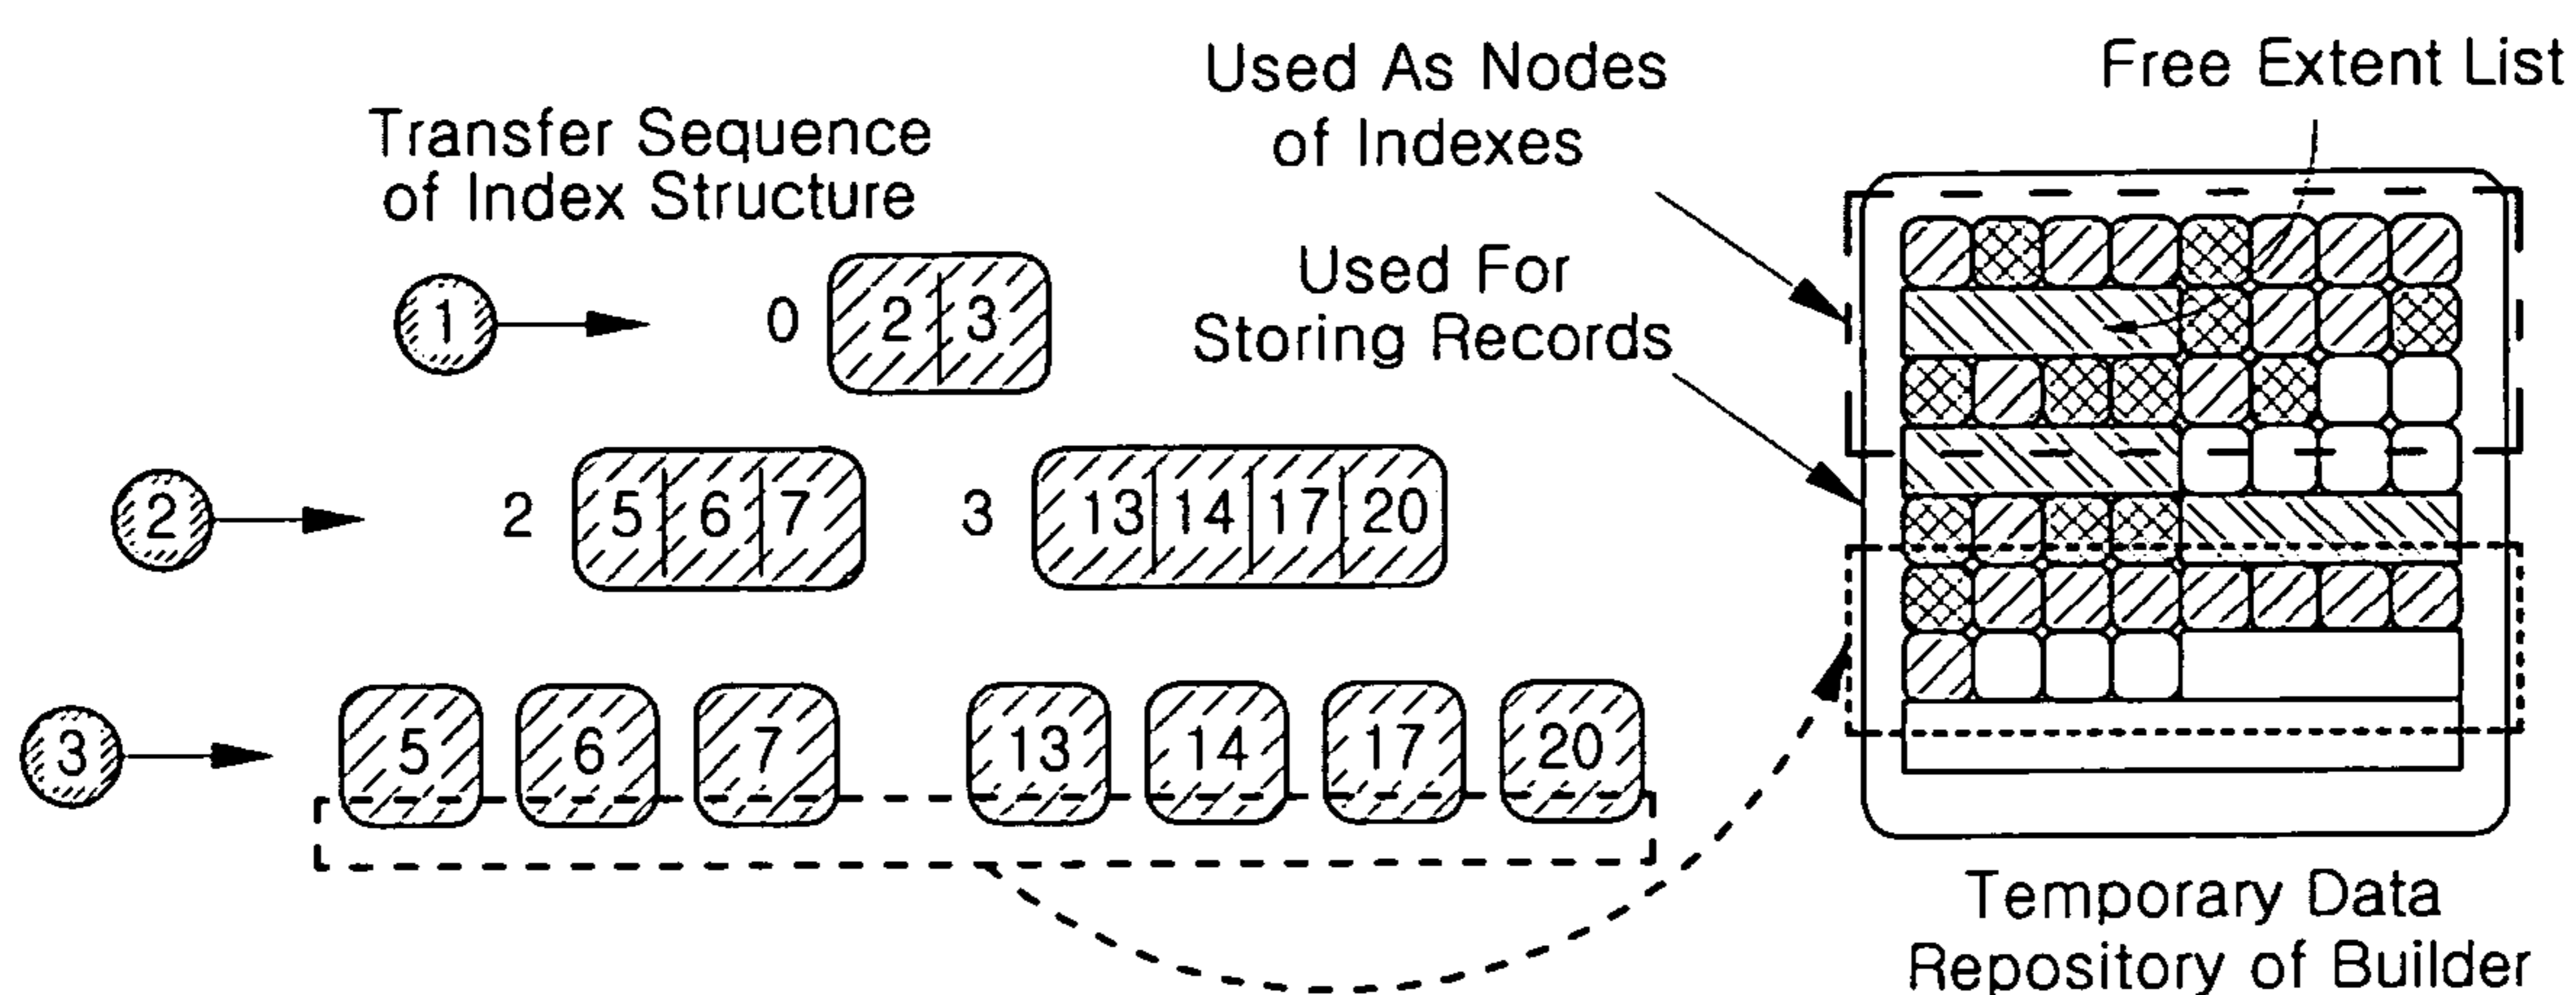 Transfer Sequence
of Index Structure
Used As Nodes
of Indexes
Free Extent List
Used For
Storing Records
1 0 2 3
2 2 5 6 7 3 13 14 17 20
3 5 6 7 13 14 17 20
Temporary Data
Repository of Builder